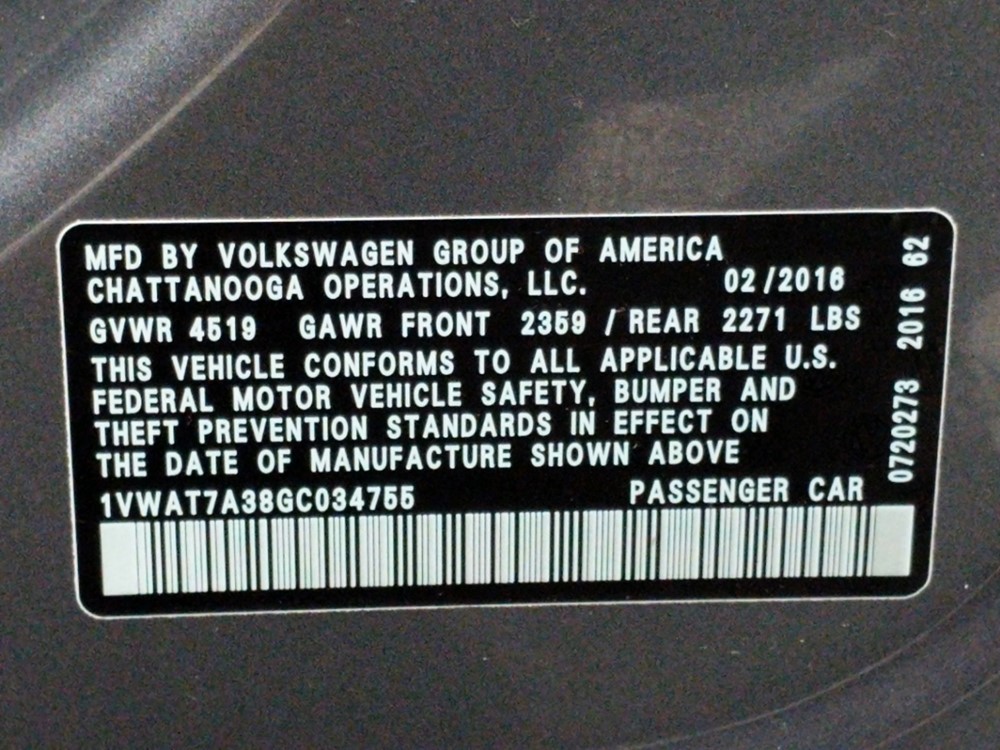 MFD BY VOLKSWAGEN GROUP OF AMERICA
CHATTANOOGA OPERATIONS, LLC. 02/2016
GVWR 4519 GAWR FRONT 2359 / REAR 2271 LBS
THIS VEHICLE CONFORMS TO ALL APPLICABLE U.S.
FEDERAL MOTOR VEHICLE SAFETY, BUMPER AND
THEFT PREVENTION STANDARDS IN EFFECT ON
THE DATE OF MANUFACTURE SHOWN ABOVE
1VWAT7A38GC034755 PASSENGER CAR
0720273 2016 62